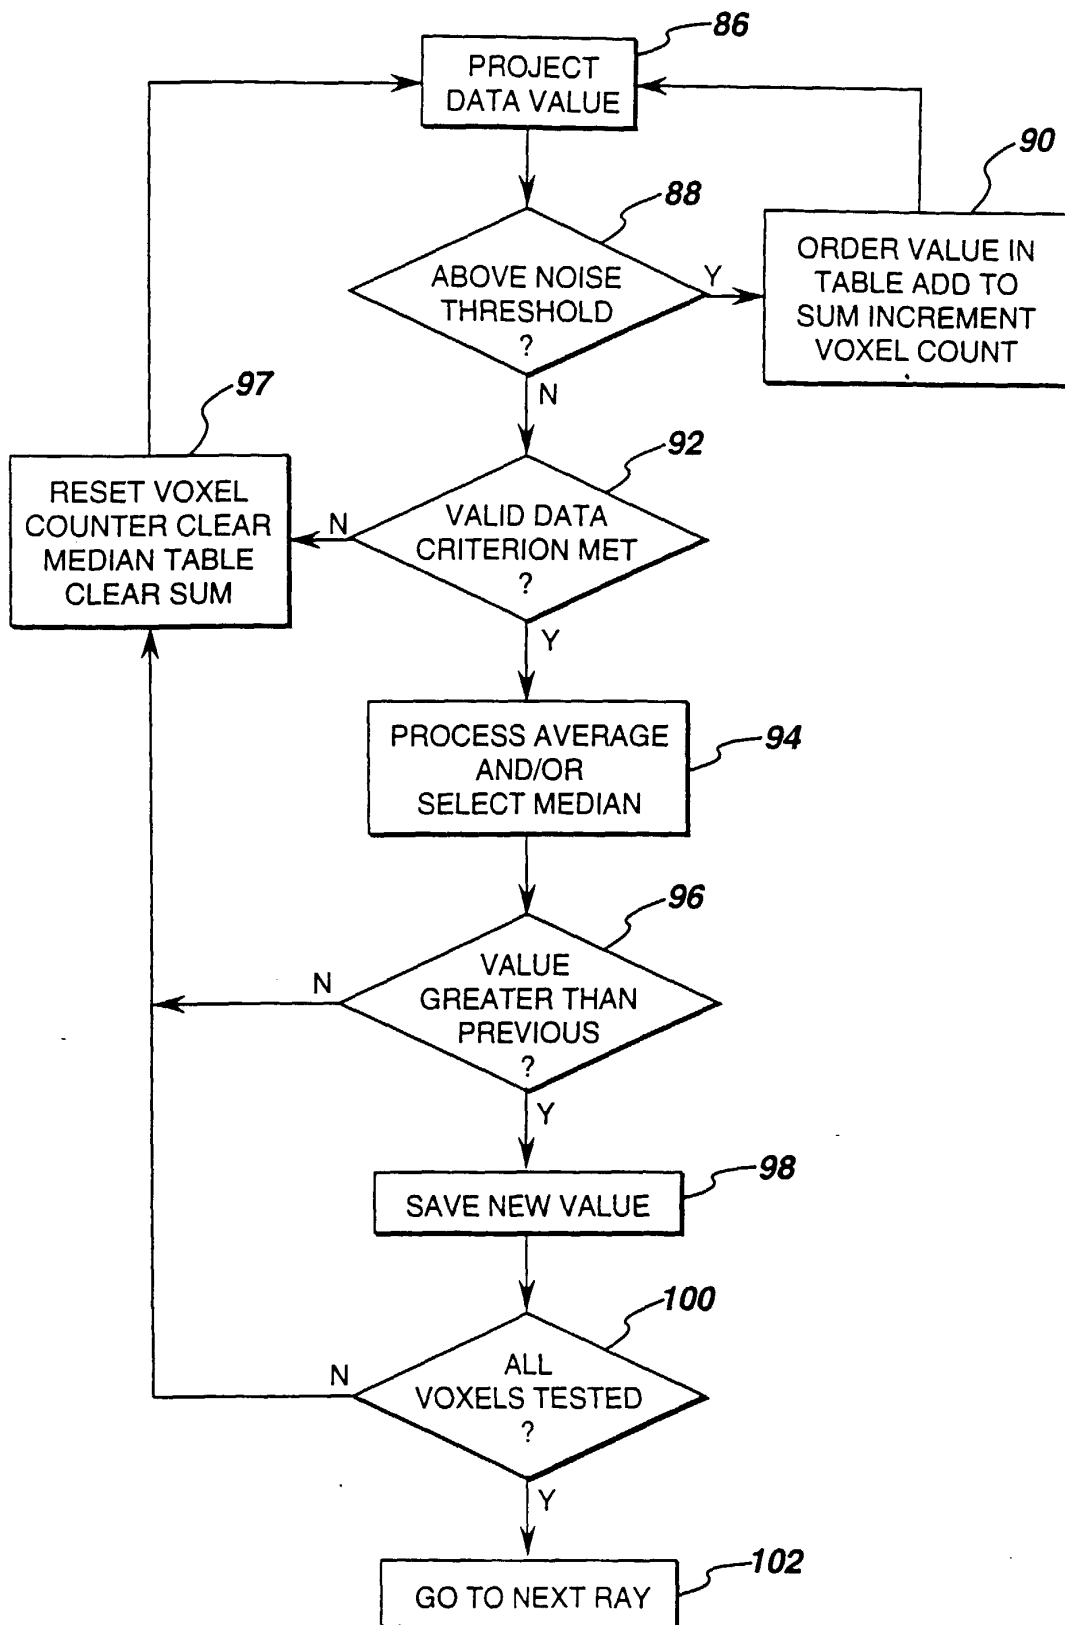 86
PROJECT
DATA VALUE
90
88
ABOVE NOISE
THRESHOLD
?
Y
ORDER VALUE IN
TABLE ADD TO
SUM INCREMENT
VOXEL COUNT
N
97
92
RESET VOXEL
COUNTER CLEAR
MEDIAN TABLE
CLEAR SUM
N
VALID DATA
CRITERION MET
?
Y
94
PROCESS AVERAGE
AND/OR
SELECT MEDIAN
96
N
VALUE
GREATER THAN
PREVIOUS
?
Y
98
SAVE NEW VALUE
100
N
ALL
VOXELS TESTED
?
Y
102
GO TO NEXT RAY